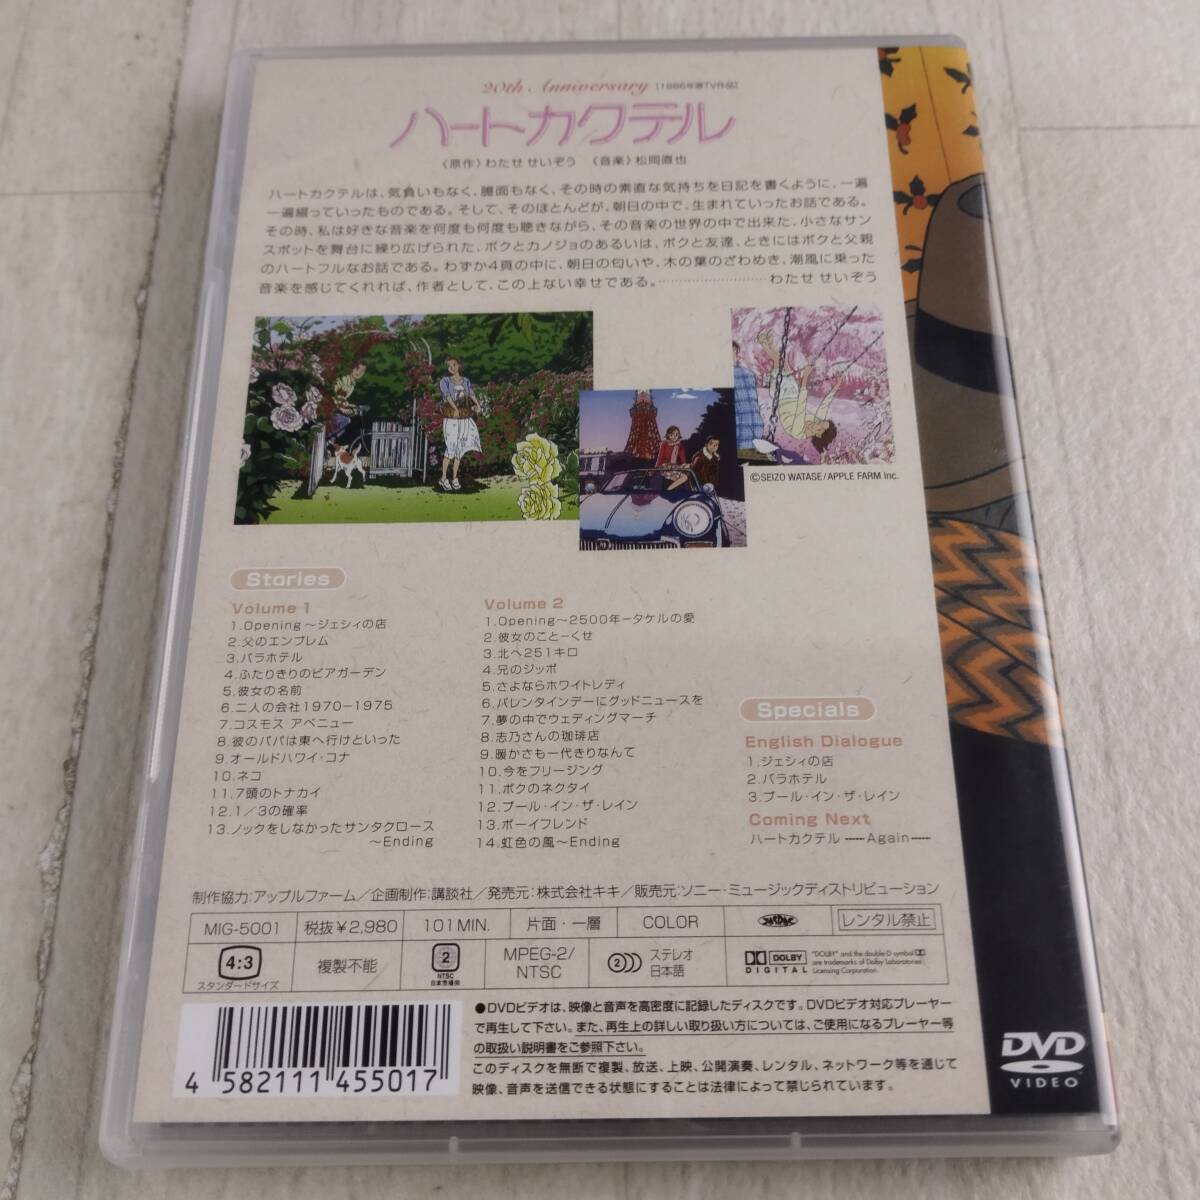 20th Anniversary [1986年度TV作品]
ハートカクテル
〈原作〉わたせ せいぞう 〈音楽〉松岡直也
ハートカクテルは、気負いもなく、臆面もなく、その時の素直な気持ちを日記を書くように、一遍
一遍綴っていったものである。そして、そのほとんどが、朝日の中で、生まれていったお話である。
その時、私は好きな音楽を何度も何度も聴きながら、その音楽の世界の中で出来た、小さなサン
スポットを舞台に繰り広げられた、ボクとカノジョのあるいは、ボクと友達、ときにはボクと父親
のハートフルなお話である。わずか4頁の中に、朝日の匂いや、木の葉のざわめき、潮風に乗った
音楽を感じてくれれば、作者として、この上ない幸せである。……………………わたせ せいぞう
©SEIZO WATASE/APPLE FARM Inc.
Stories
Volume 1
1.Opening～ジェシィの店
2.父のエンブレム
3.パラホテル
4.ふたりきりのビアガーデン
5.彼女の名前
6.二人の会社1970-1975
7.コスモス アベニュー
8.彼のパパは東へ行けといった
9.オールドハワイ・コナ
10.ネコ
11.7頭のトナカイ
12.1／3の確率
13.ノックをしなかったサンタクロース
～Ending
Volume 2
1.Opening～2500年-タケルの愛
2.彼女のこと-くせ
3.北へ251キロ
4.兄のジッポ
5.さよならホワイトレディ
6.バレンタインデーにグッドニュースを
7.夢の中でウェディングマーチ
8.志乃さんの珈琲店
9.暖かさも一代きりなんて
10.今をフリージング
11.ボクのネクタイ
12.プール・イン・ザ・レイン
13.ボーイフレンド
14.虹色の風～Ending
Specials
English Dialogue
1.ジェシィの店
2.パラホテル
3.プール・イン・ザ・レイン
Coming Next
ハートカクテル -----Again-----
制作協力:アップルファーム／企画制作:講談社／発売元:株式会社キキ／販売元:ソニー・ミュージックディストリビューション
MIG-5001 税抜￥2,980 101MIN. 片面・一層 COLOR レンタル禁止
4:3 スタンダードサイズ 複製不能 2 NTSC 日本市場向 MPEG-2/NTSC 2 ステレオ 日本語 DOLBY DIGITAL "DOLBY" and the double-D symbol are trademarks of Dolby Laboratories Licensing Corporation.
4 582111 455017
●DVDビデオは、映像と音声を高密度に記録したディスクです。DVDビデオ対応プレーヤー
で再生して下さい。また、再生上の詳しい取り扱い方については、ご使用になるプレーヤー等
の取扱い説明書をご参照下さい。
このディスクを無断で複製、放送、上映、公開演奏、レンタル、ネットワーク等を通じて
映像、音声を送信できる状態にすることは法律によって禁じられています。
DVD
VIDEO